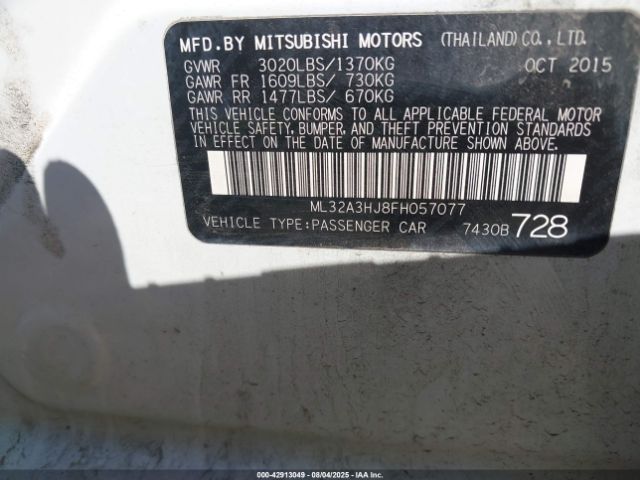 MFD.BY MITSUBISHI MOTORS (THAILAND)CO.,LTD.
GVWR 3020LBS/1370KG OCT 2015
GAWR FR 1609LBS/ 730KG
GAWR RR 1477LBS/ 670KG
THIS VEHICLE CONFORMS TO ALL APPLICABLE FEDERAL MOTOR
VEHICLE SAFETY, BUMPER, AND THEFT PREVENTION STANDARDS
IN EFFECT ON THE DATE OF MANUFACTURE SHOWN ABOVE.
ML32A3HJ8FH057077
VEHICLE TYPE:PASSENGER CAR 7430B 728
000-42913049 - 08/04/2025 - IAA Inc.